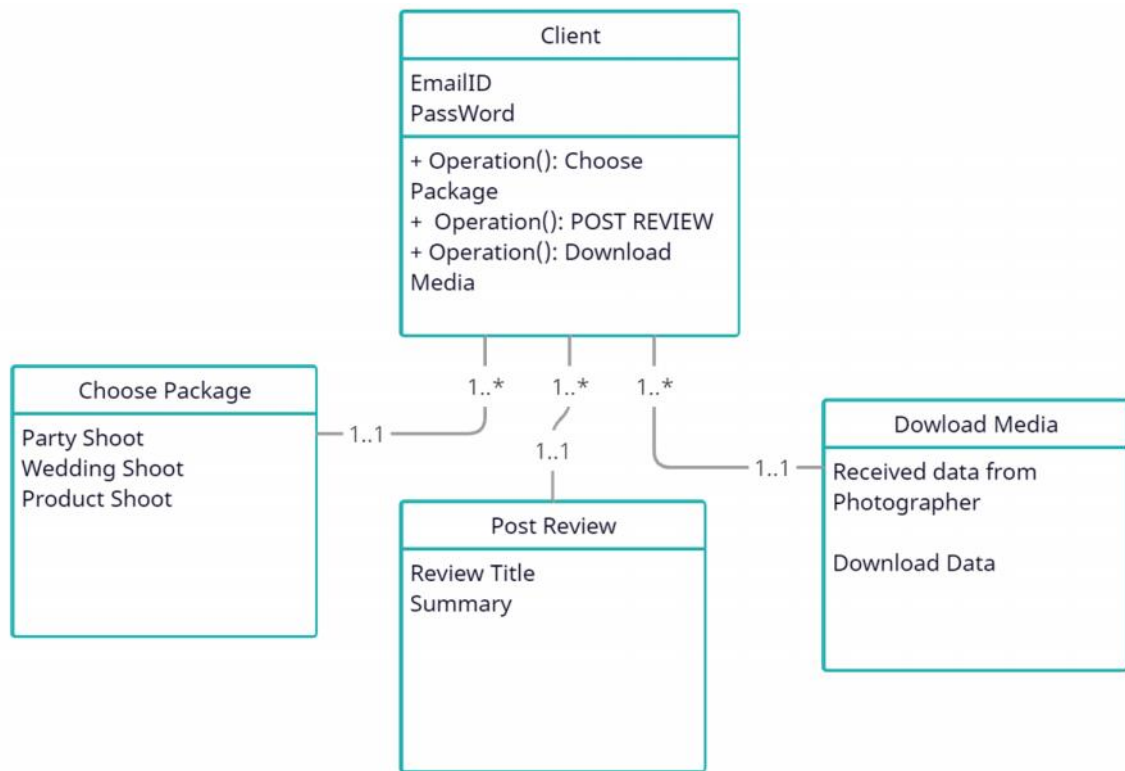 Client
EmailID
PassWord
+ Operation(): Choose
Package
+  Operation(): POST REVIEW
+ Operation(): Download
Media
1..*
1..*
1..*
1..1
1..1
1..1
Choose Package
Party Shoot
Wedding Shoot
Product Shoot
Post Review
Review Title
Summary
Dowload Media
Received data from
Photographer
Download Data